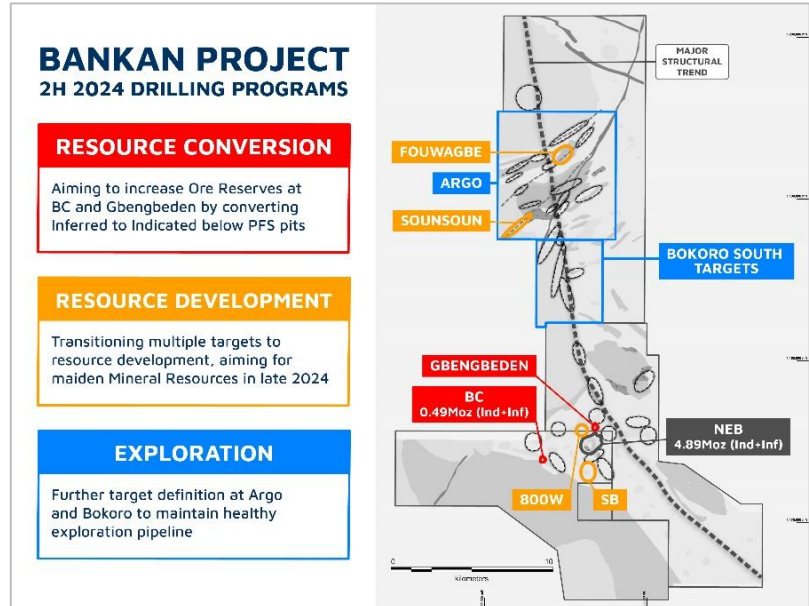 BANKAN PROJECT
2H 2024 DRILLING PROGRAMS
RESOURCE CONVERSION
Aiming to increase Ore Reserves at
BC and Gbengbeden by converting
Inferred to Indicated below PFS pits
RESOURCE DEVELOPMENT
Transitioning multiple targets to
resource development, aiming for
maiden Mineral Resources in late 2024
EXPLORATION
Further target definition at Argo
and Bokoro to maintain healthy
exploration pipeline
MAJOR
STRUCTURAL
TREND
FOUWAGBE
ARGO
SOUNSOUN
BOKORO SOUTH
TARGETS
GBENGBEDEN
BC
0.49Moz (Ind+Inf)
NEB
4.89Moz (Ind+Inf)
800W
SB
0
10
kilometers